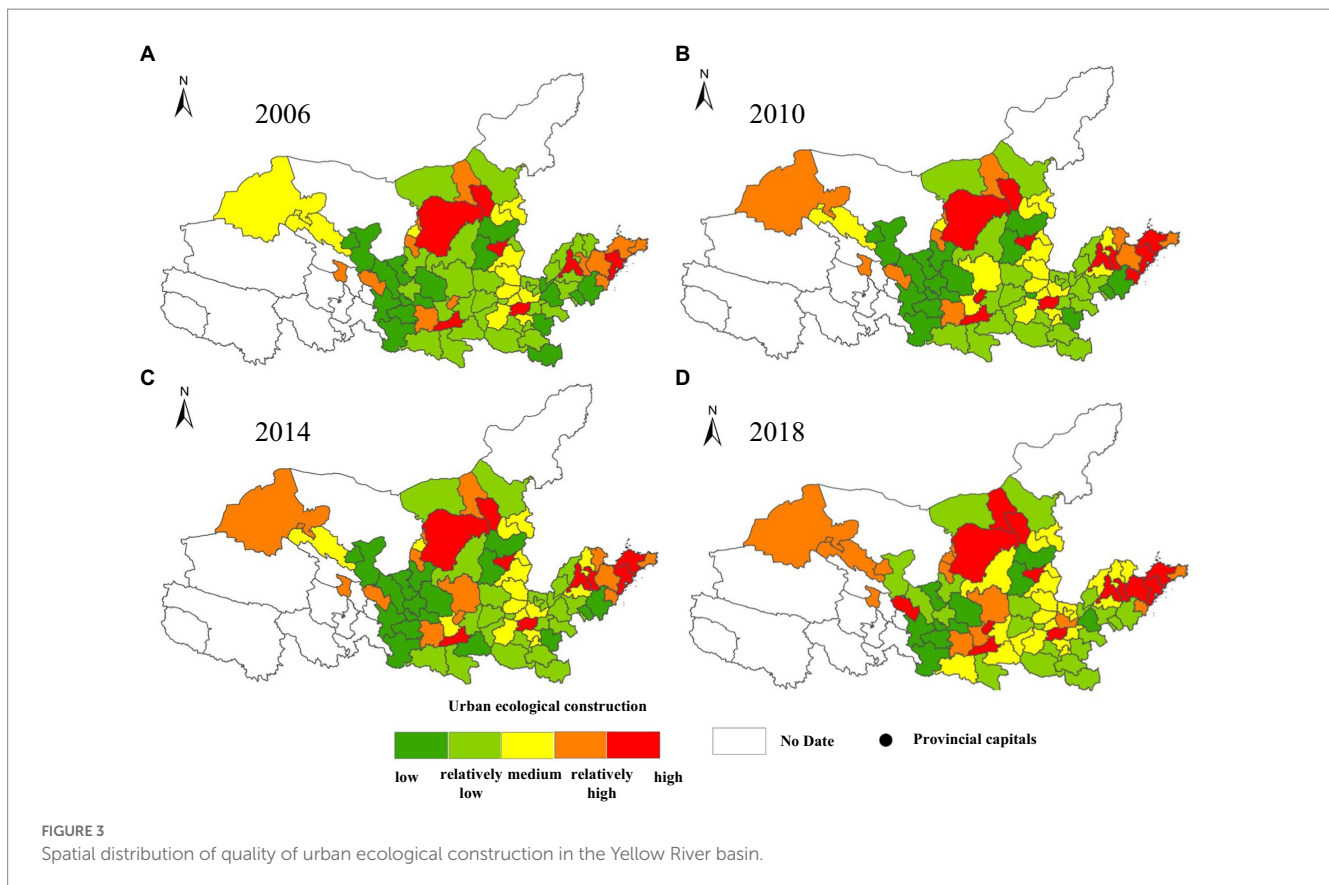 A
N
2006
B
N
2010
C
N
2014
D
N
2018
Urban ecological construction
low
relatively low
medium
relatively high
high
No Date
Provincial capitals
FIGURE 3
Spatial distribution of quality of urban ecological construction in the Yellow River basin.